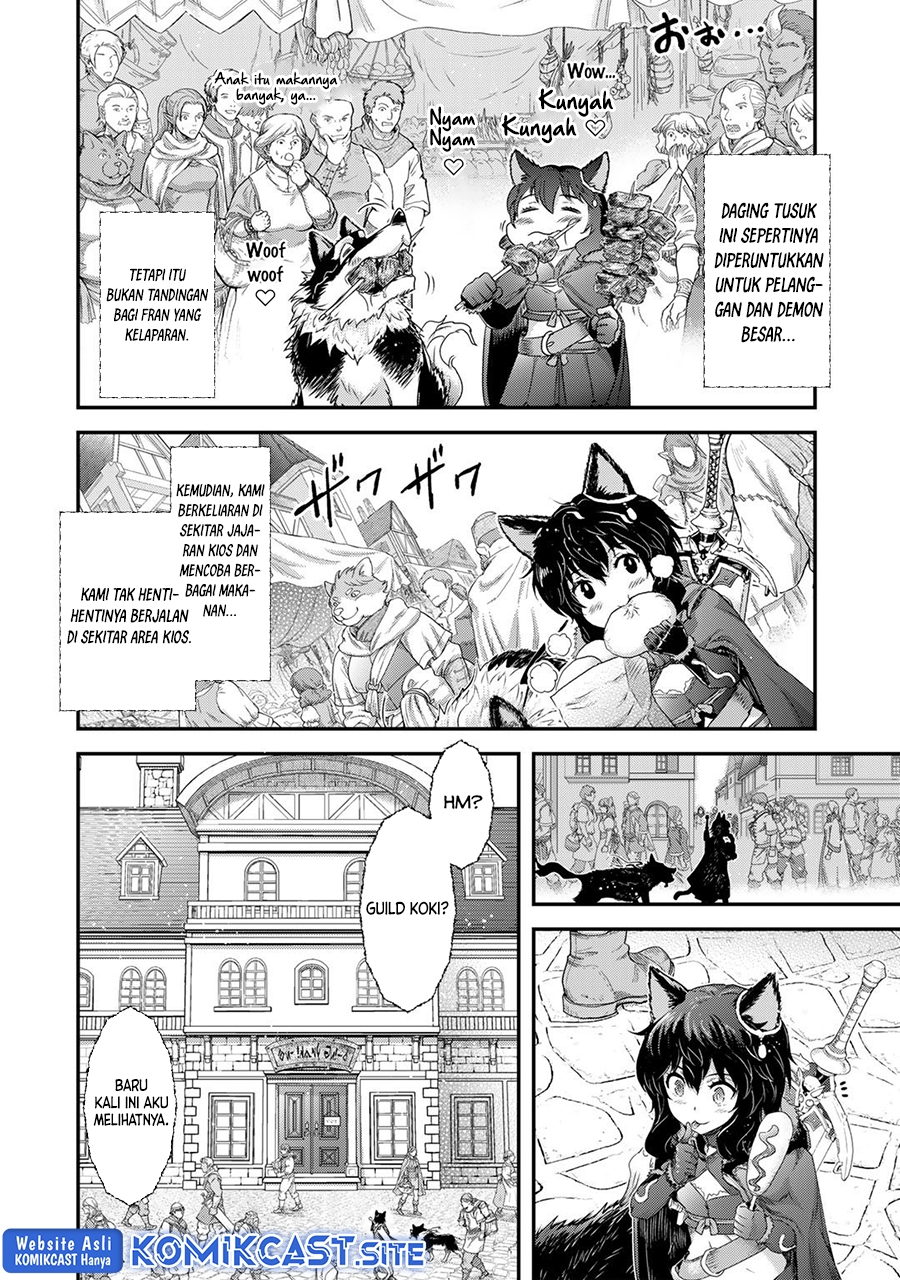 おぉ・・・
Wow...
Kunyah
Kunyah ♡
Nyam
Nyam
♡
Anak itu makannya
banyak, ya...
Woof
woof
♡
DAGING TUSUK
INI SEPERTINYA
DIPERUNTUKKAN
UNTUK PELANG-
GAN DAN DEMON
BESAR...
TETAPI ITU
BUKAN TANDINGAN
BAGI FRAN YANG
KELAPARAN.
ザワ ザワ
KEMUDIAN, KAMI
BERKELIARAN DI
SEKITAR JAJA-
RAN KIOS DAN
MENCOBA BER-
BAGAI MAKA-
NAN...
KAMI TAK HENTI-
HENTINYA BERJALAN
DI SEKITAR AREA KIOS.
HM?
GUILD KOKI?
BARU
KALI INI AKU
MELIHATNYA.
Website Asli
KOMIKCAST Hanya
KOMIKCAST.SITE